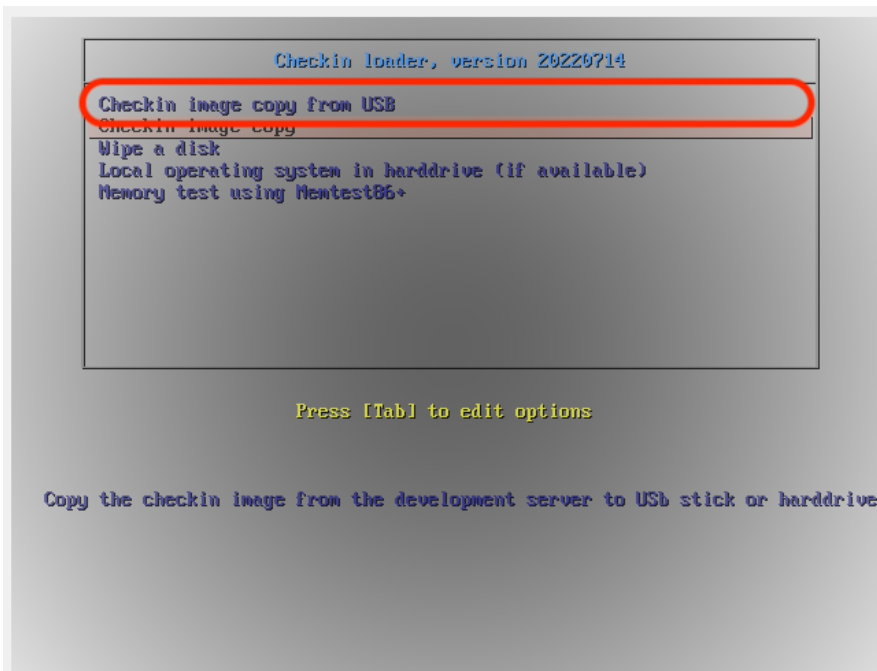 Checkin loader, version 20220714
Checkin image copy from USB
Checkin image copy
Wipe a disk
Local operating system in harddrive (if available)
Memory test using Memtest86+
Press [Tab] to edit options
Copy the checkin image from the development server to USb stick or harddrive